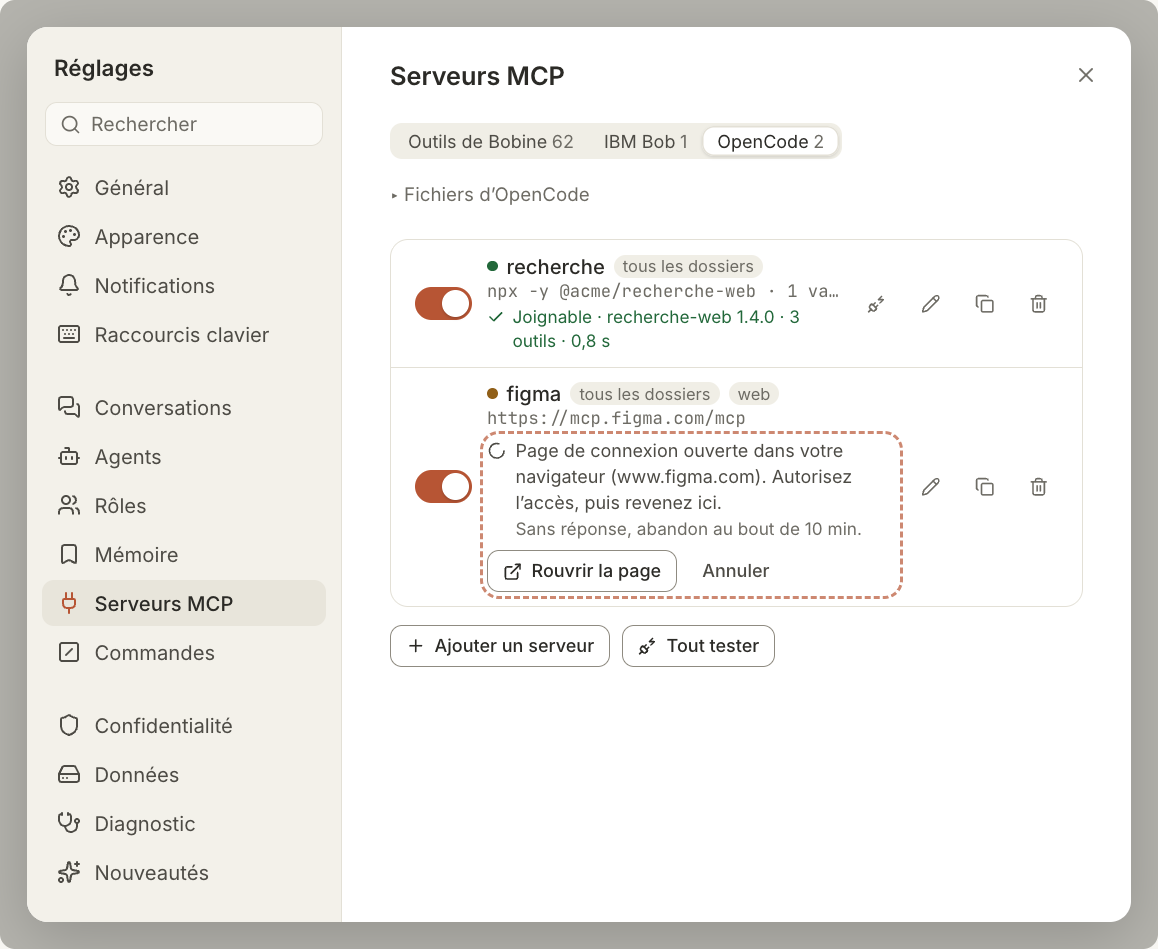 Réglages
Rechercher
Général
Apparence
Notifications
Raccourcis clavier
Conversations
Agents
Rôles
Mémoire
Serveurs MCP
Commandes
Confidentialité
Données
Diagnostic
Nouveautés
Serveurs MCP
Outils de Bobine 62 IBM Bob 1 OpenCode 2
Fichiers d’OpenCode
recherche tous les dossiers
npx -y @acme/recherche-web · 1 va…
Joignable · recherche-web 1.4.0 · 3
outils · 0,8 s
figma tous les dossiers web
https://mcp.figma.com/mcp
Page de connexion ouverte dans votre
navigateur (www.figma.com). Autorisez
l’accès, puis revenez ici.
Sans réponse, abandon au bout de 10 min.
Rouvrir la page Annuler
Ajouter un serveur Tout tester